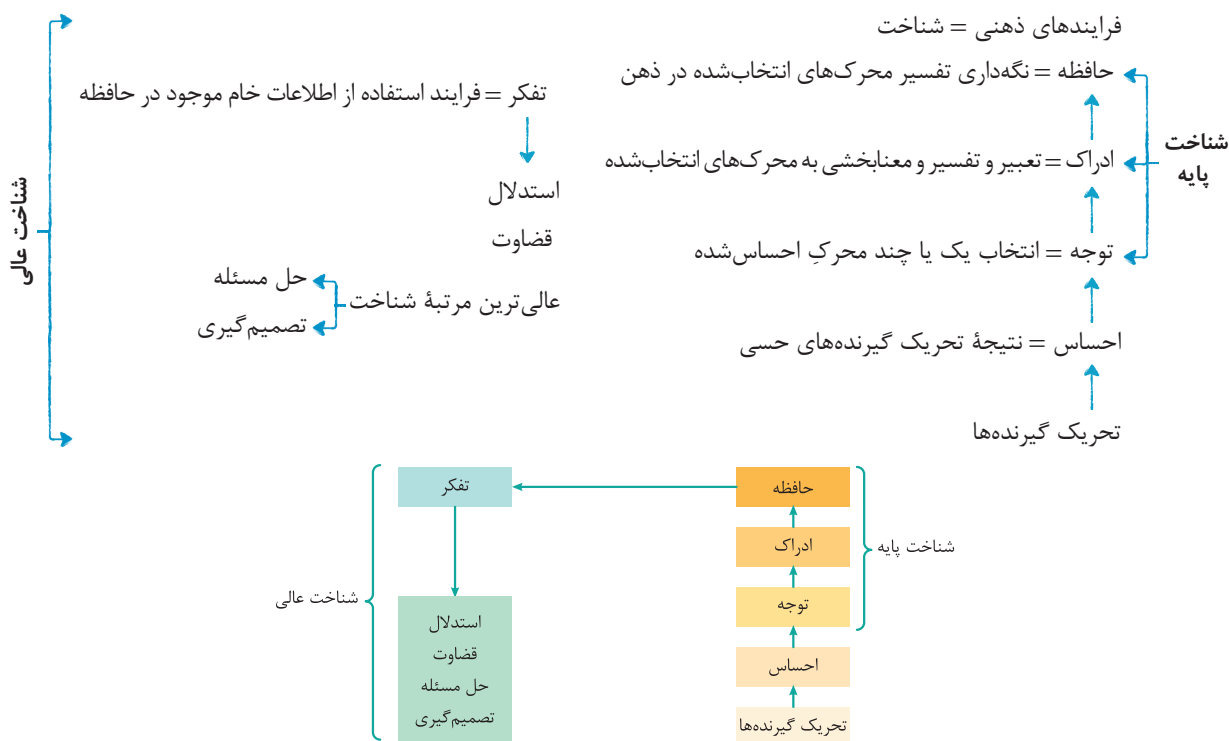 فرایندهای ذهنی = شناخت
حافظه = نگه‌داری تفسیر محرک‌های انتخاب‌شده در ذهن
ادراک = تعبیر و تفسیر و معنابخشی به محرک‌های انتخاب‌شده
توجه = انتخاب یک یا چند محرکِ احساس‌شده
احساس = نتیجهٔ تحریک گیرنده‌های حسی
تحریک گیرنده‌ها
شناخت
پایه
تفکر = فرایند استفاده از اطلاعات خام موجود در حافظه
استدلال
قضاوت
عالی‌ترین مرتبهٔ شناخت
حل مسئله
تصمیم‌گیری
شناخت عالی
حافظه
ادراک
توجه
احساس
تحریک گیرنده‌ها
شناخت پایه
تفکر
استدلال
قضاوت
حل مسئله
تصمیم‌گیری
شناخت عالی